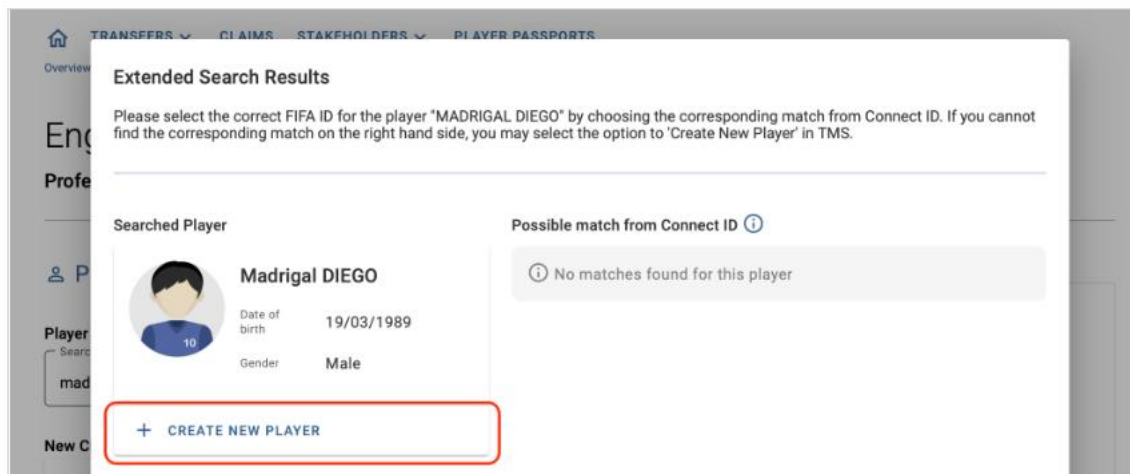 TRANSFERS CLAIMS STAKEHOLDERS PLAYER PASSPORTS
Overview
Extended Search Results
Please select the correct FIFA ID for the player "MADRIGAL DIEGO" by choosing the corresponding match from Connect ID. If you cannot
find the corresponding match on the right hand side, you may select the option to 'Create New Player' in TMS.
Eng
Profe
Searched Player
Possible match from Connect ID
Madrigal DIEGO
No matches found for this player
P
Date of
birth
19/03/1989
10
Gender
Male
Player
Searc
mad
+ CREATE NEW PLAYER
New C